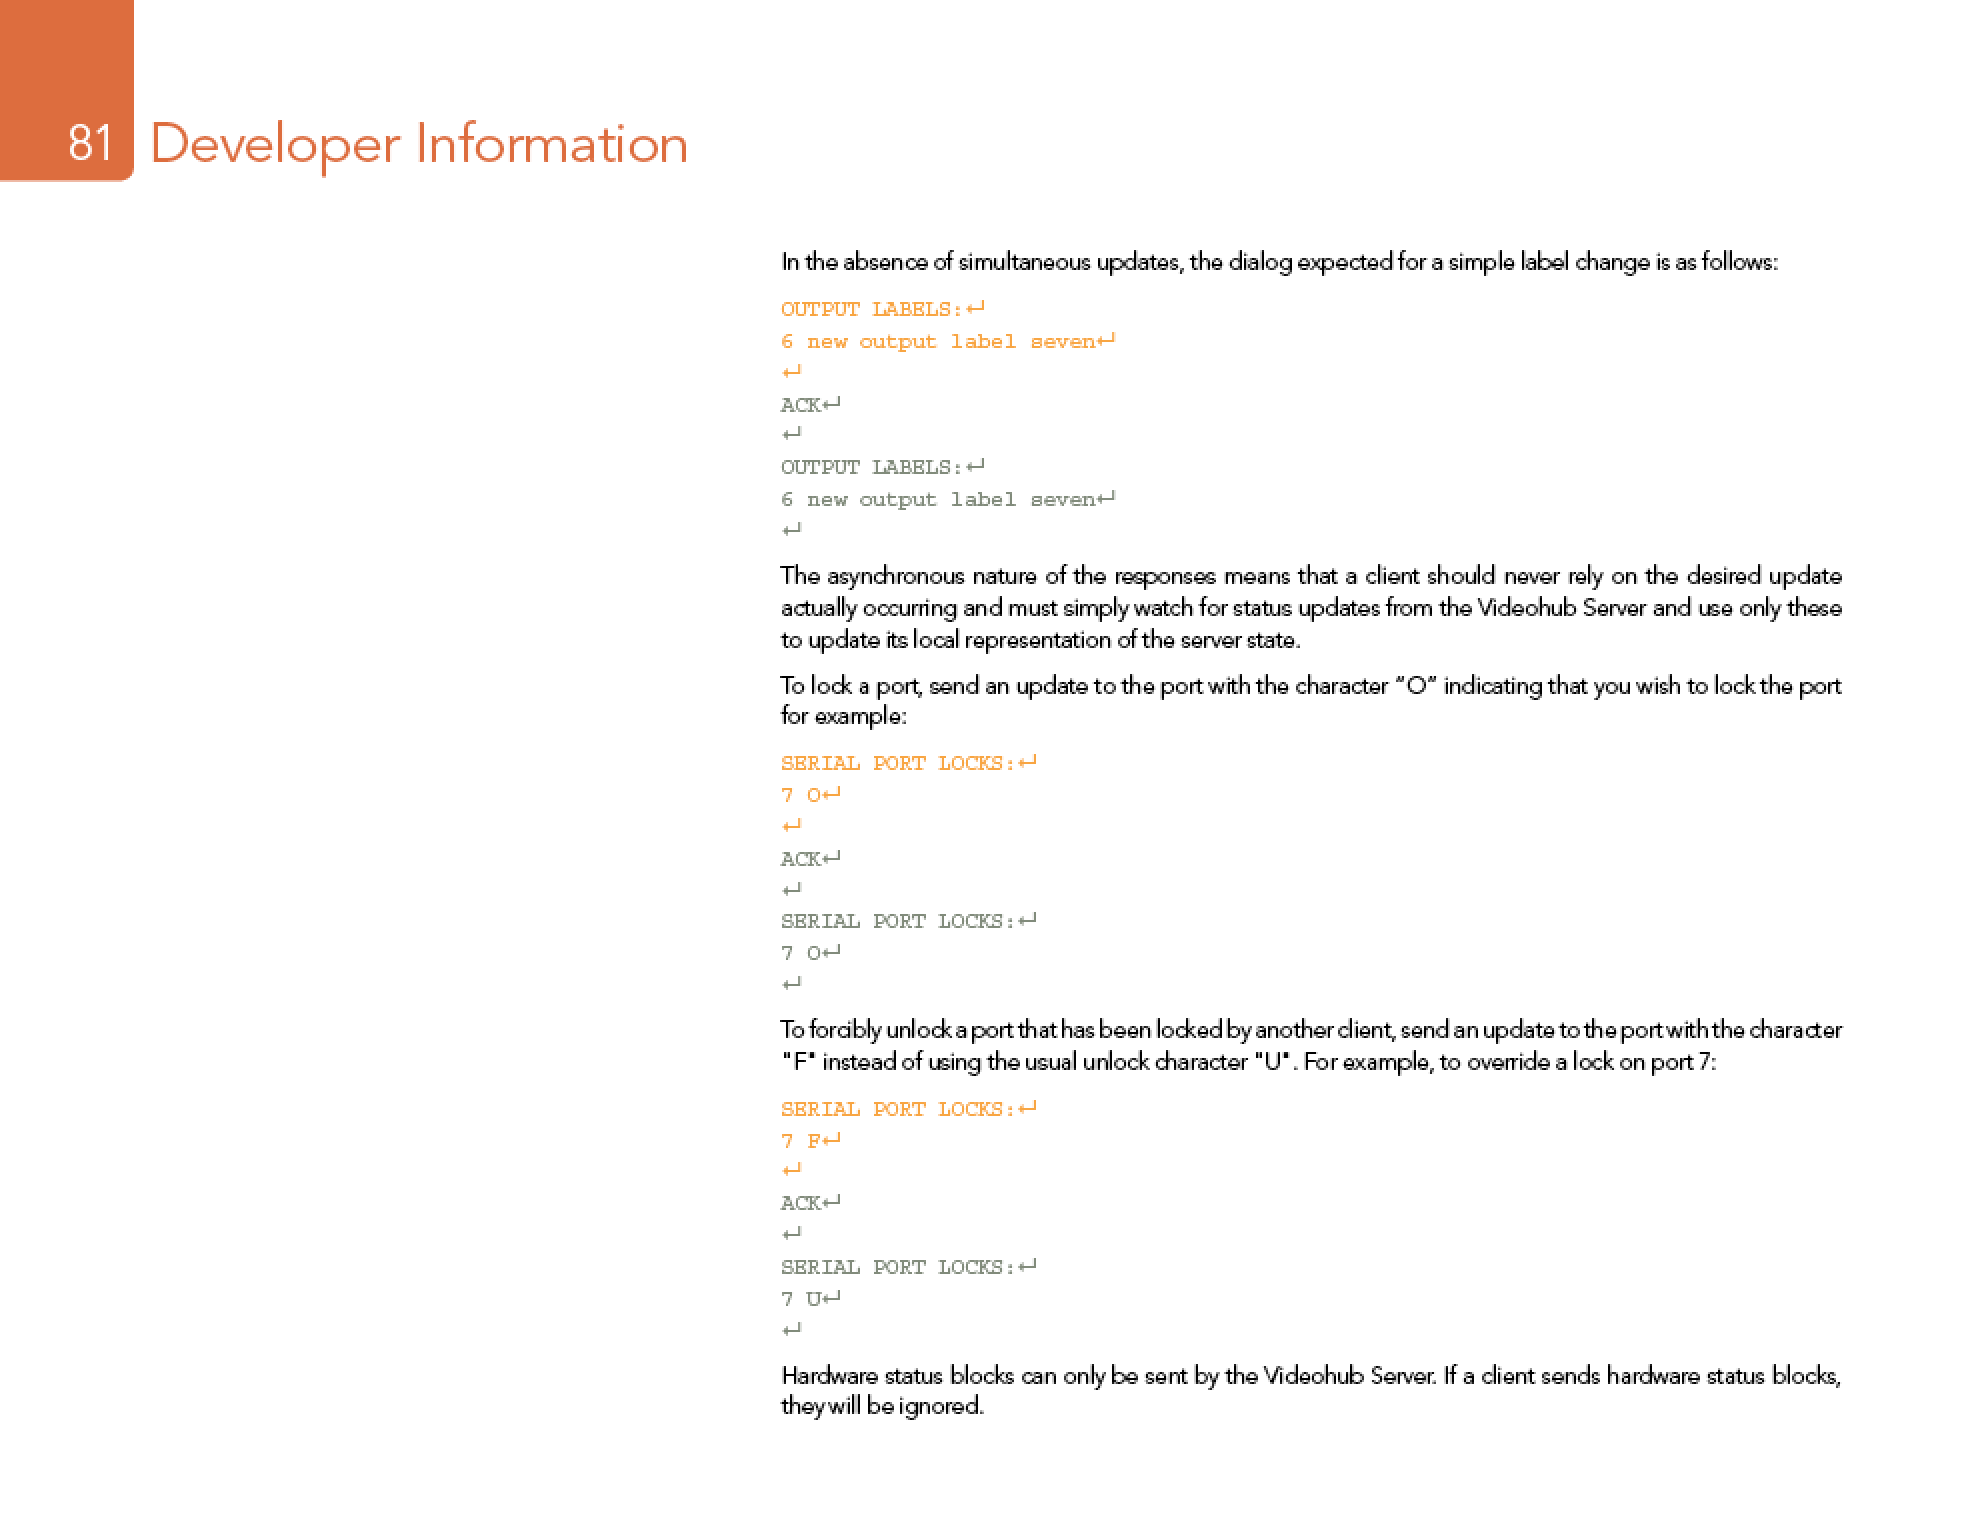 81 Developer Information
In the absence of simultaneous updates, the dialog expected for a simple label change is as follows:
OUTPUT LABELS:↵
6 new output label seven↵
↵
ACK↵
↵
OUTPUT LABELS:↵
6 new output label seven↵
↵
The asynchronous nature of the responses means that a client should never rely on the desired update
actually occurring and must simply watch for status updates from the Videohub Server and use only these
to update its local representation of the server state.
To lock a port, send an update to the port with the character “O” indicating that you wish to lock the port
for example:
SERIAL PORT LOCKS:↵
7 O↵
↵
ACK↵
↵
SERIAL PORT LOCKS:↵
7 O↵
↵
To forcibly unlock a port that has been locked by another client, send an update to the port with the character
"F" instead of using the usual unlock character "U". For example, to override a lock on port 7:
SERIAL PORT LOCKS:↵
7 F↵
↵
ACK↵
↵
SERIAL PORT LOCKS:↵
7 U↵
↵
Hardware status blocks can only be sent by the Videohub Server. If a client sends hardware status blocks,
they will be ignored.